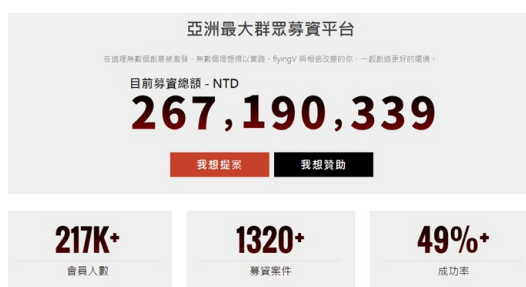 亞洲最大群眾募資平台
在這裡無數個創意被激發，無數個理想得以實踐。flyingV 與相信改變的你，一起創造更好的環境。
目前募資總額 - NTD
267,190,339
我想提案 我想贊助
217K+ 1320+ 49%+
會員人數 募資案件 成功率